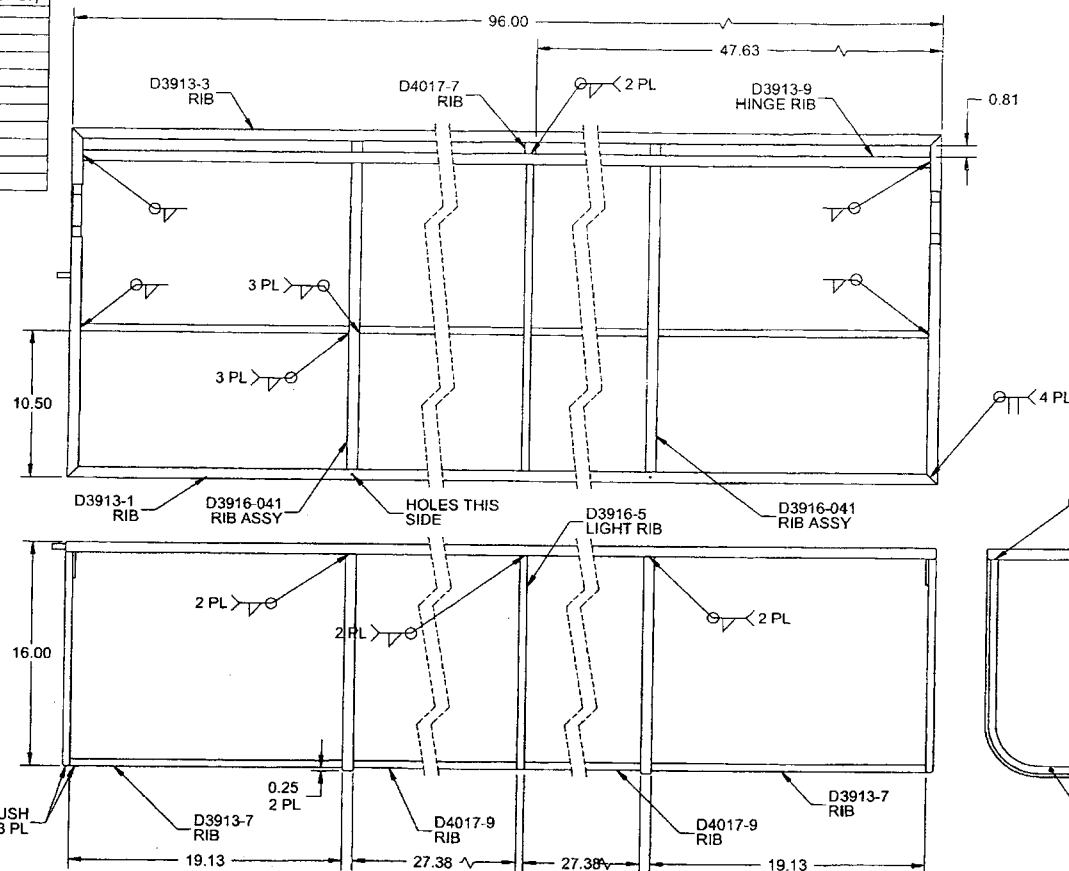 96.00
47.63
D3913-3
RIB
D4017-7
RIB
2 PL
D3913-9
HINGE RIB
0.81
3 PL
3 PL
10.50
4 PL
D3913-1
RIB
D3916-041
RIB ASSY
HOLES THIS
SIDE
D3916-5
LIGHT RIB
D3916-041
RIB ASSY
2 PL
2 PL
2 PL
16.00
0.25
2 PL
3 PL
D3913-7
RIB
D4017-9
RIB
D4017-9
RIB
D3913-7
RIB
19.13
27.38
27.38
19.13